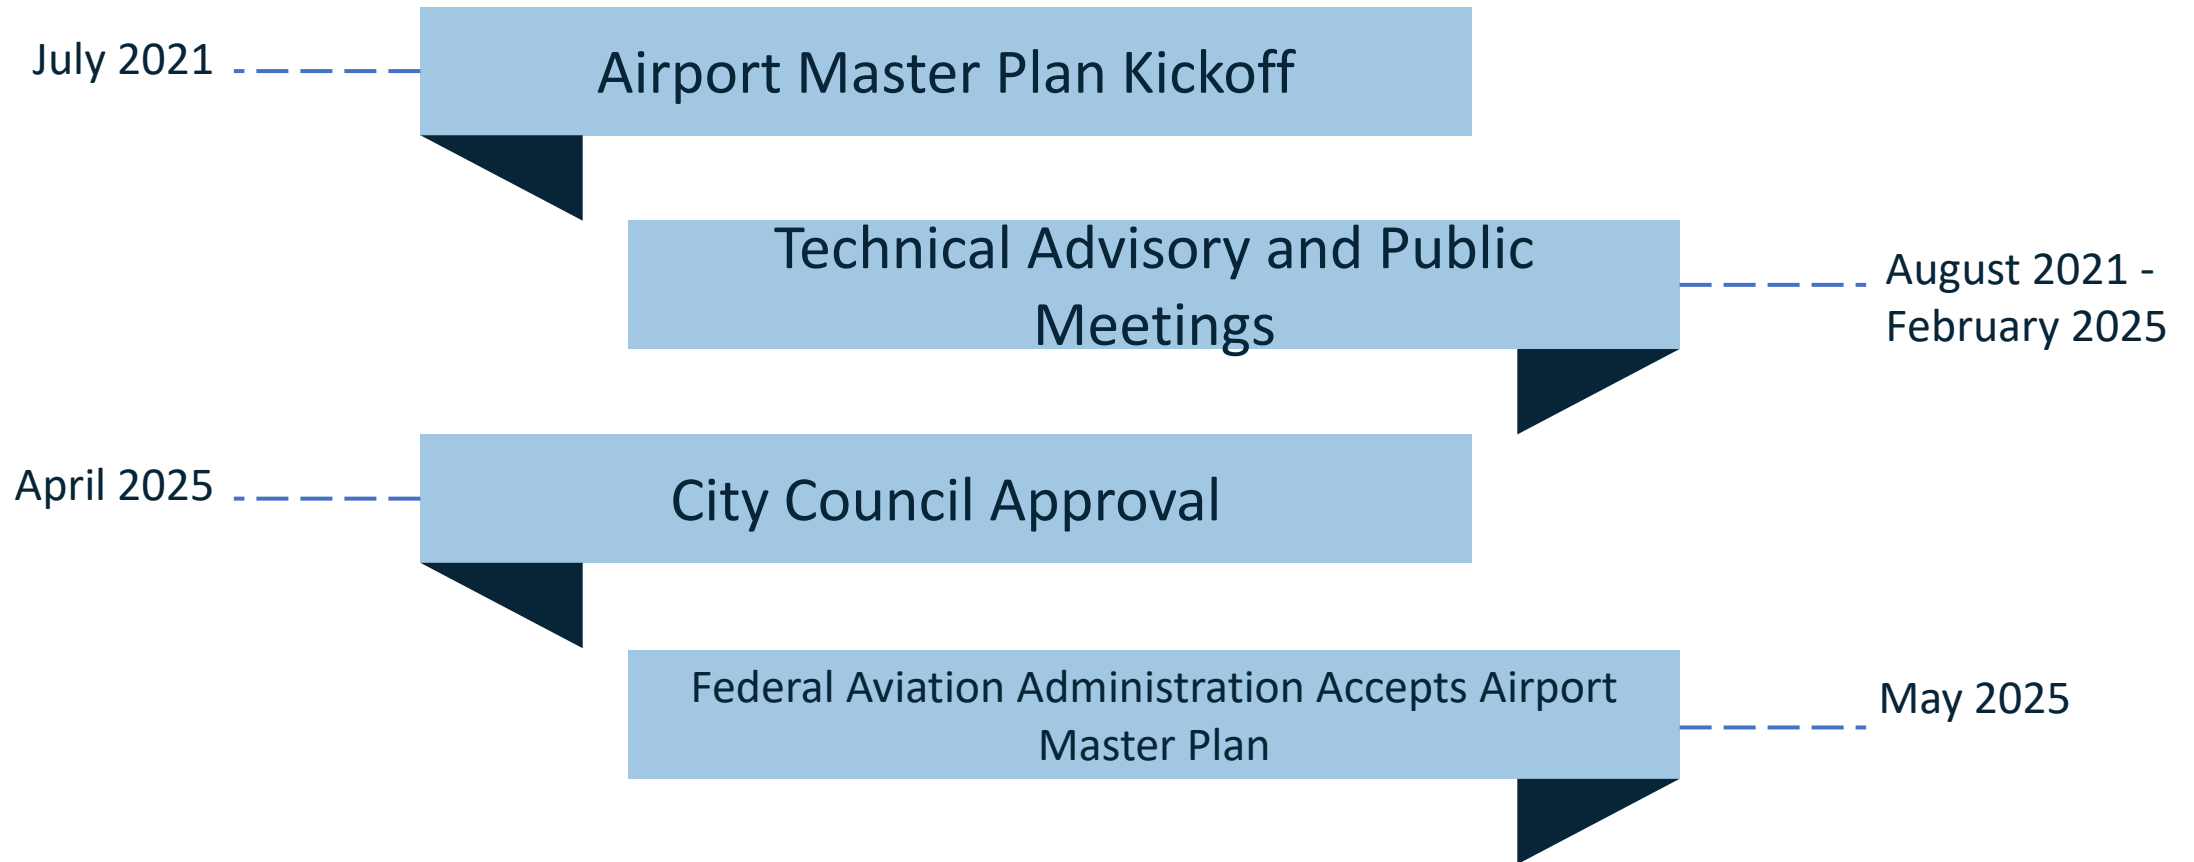 July 2021
Airport Master Plan Kickoff
Technical Advisory and Public
Meetings
August 2021 -
February 2025
April 2025
City Council Approval
Federal Aviation Administration Accepts Airport
Master Plan
May 2025